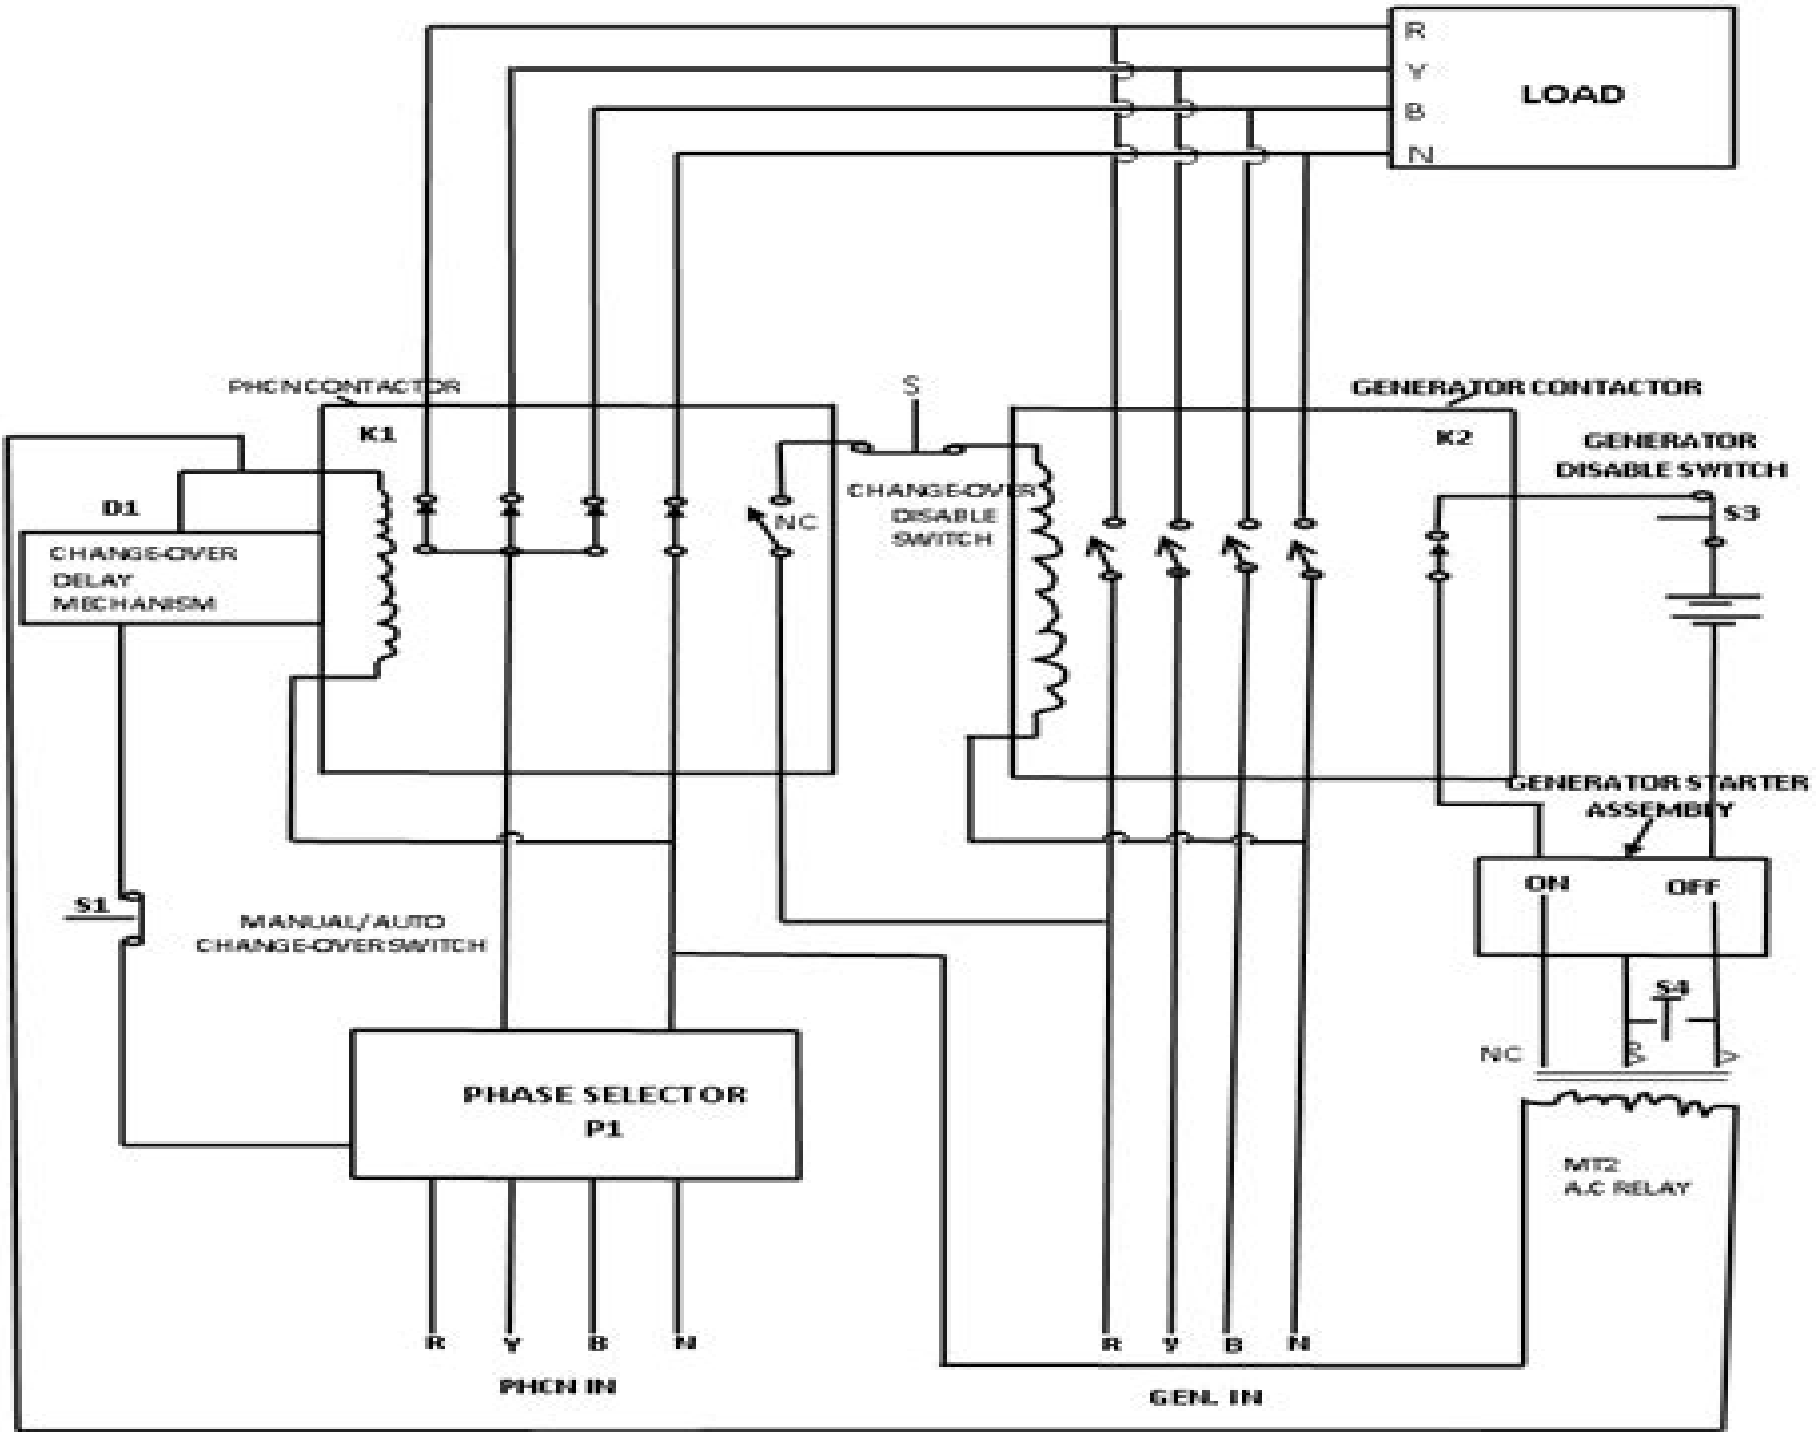 R
Y
LOAD
B
N
PHCN CONTACTOR
S
GENERATOR CONTACTOR
K1
K2
GENERATOR
DISABLE SWITCH
D1
CHANGE-OVER
DISABLE
SWITCH
NC
S3
CHANGE-OVER
DELAY
MECHANISM
GENERATOR STARTER
ASSEMBLY
ON
OFF
S1
MANUAL/AUTO
CHANGE-OVER SWITCH
S4
NC
PHASE SELECTOR
P1
MT2
A.C RELAY
R
Y
B
N
R
y
B
N
PHCN IN
GEN. IN